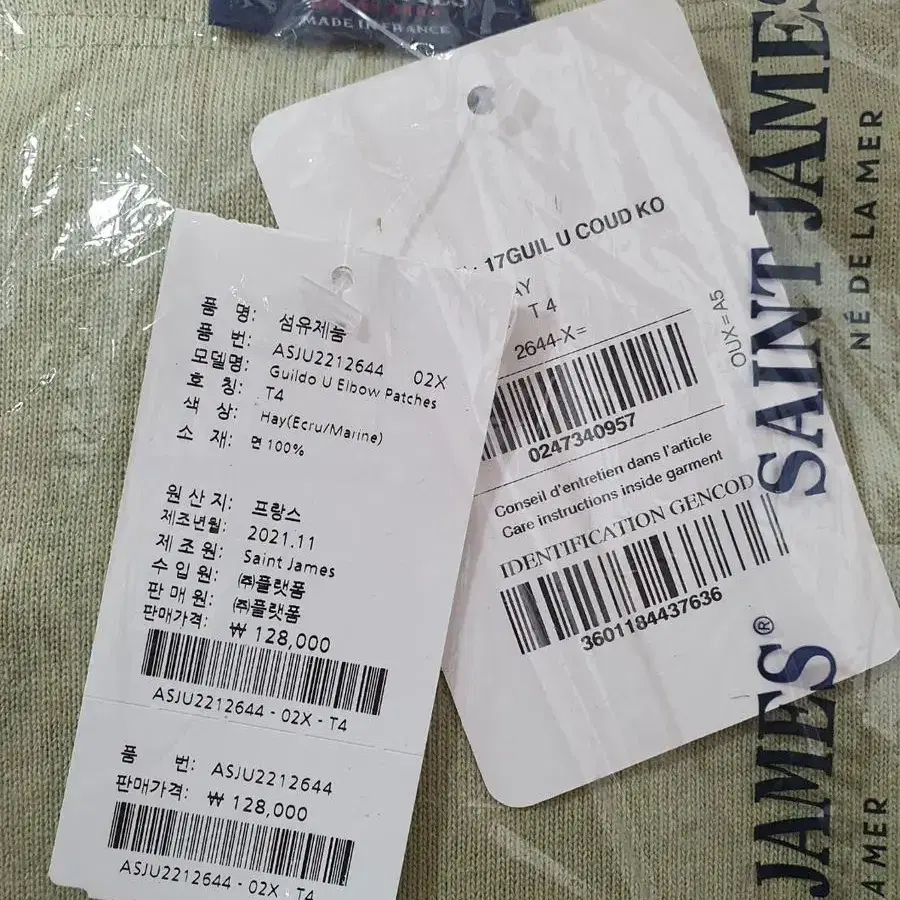 MADE IN FRANCE
17GUIL U COUD KO
T 4
2644-X=
OUX=A5
0247340957
Conseil d'entretien dans l'article
Care instructions inside garment
IDENTIFICATION GENCOD
3601184437636
품 명: 섬유제품
품 번: ASJU2212644 02X
모델명: Guildo U Elbow Patches
호 칭: T4
색 상: Hay(Ecru/Marine)
소 재: 면 100%
원 산 지: 프랑스
제조년월: 2021.11
제 조 원: Saint James
수 입 원: ㈜플랫폼
판 매 원: ㈜플랫폼
판매가격: ₩ 128,000
ASJU2212644 - 02X - T4
품 번: ASJU2212644
판매가격: ₩ 128,000
ASJU2212644 - 02X - T4
SAINT JAMES
NÉ DE LA MER
JAMES®
A MER